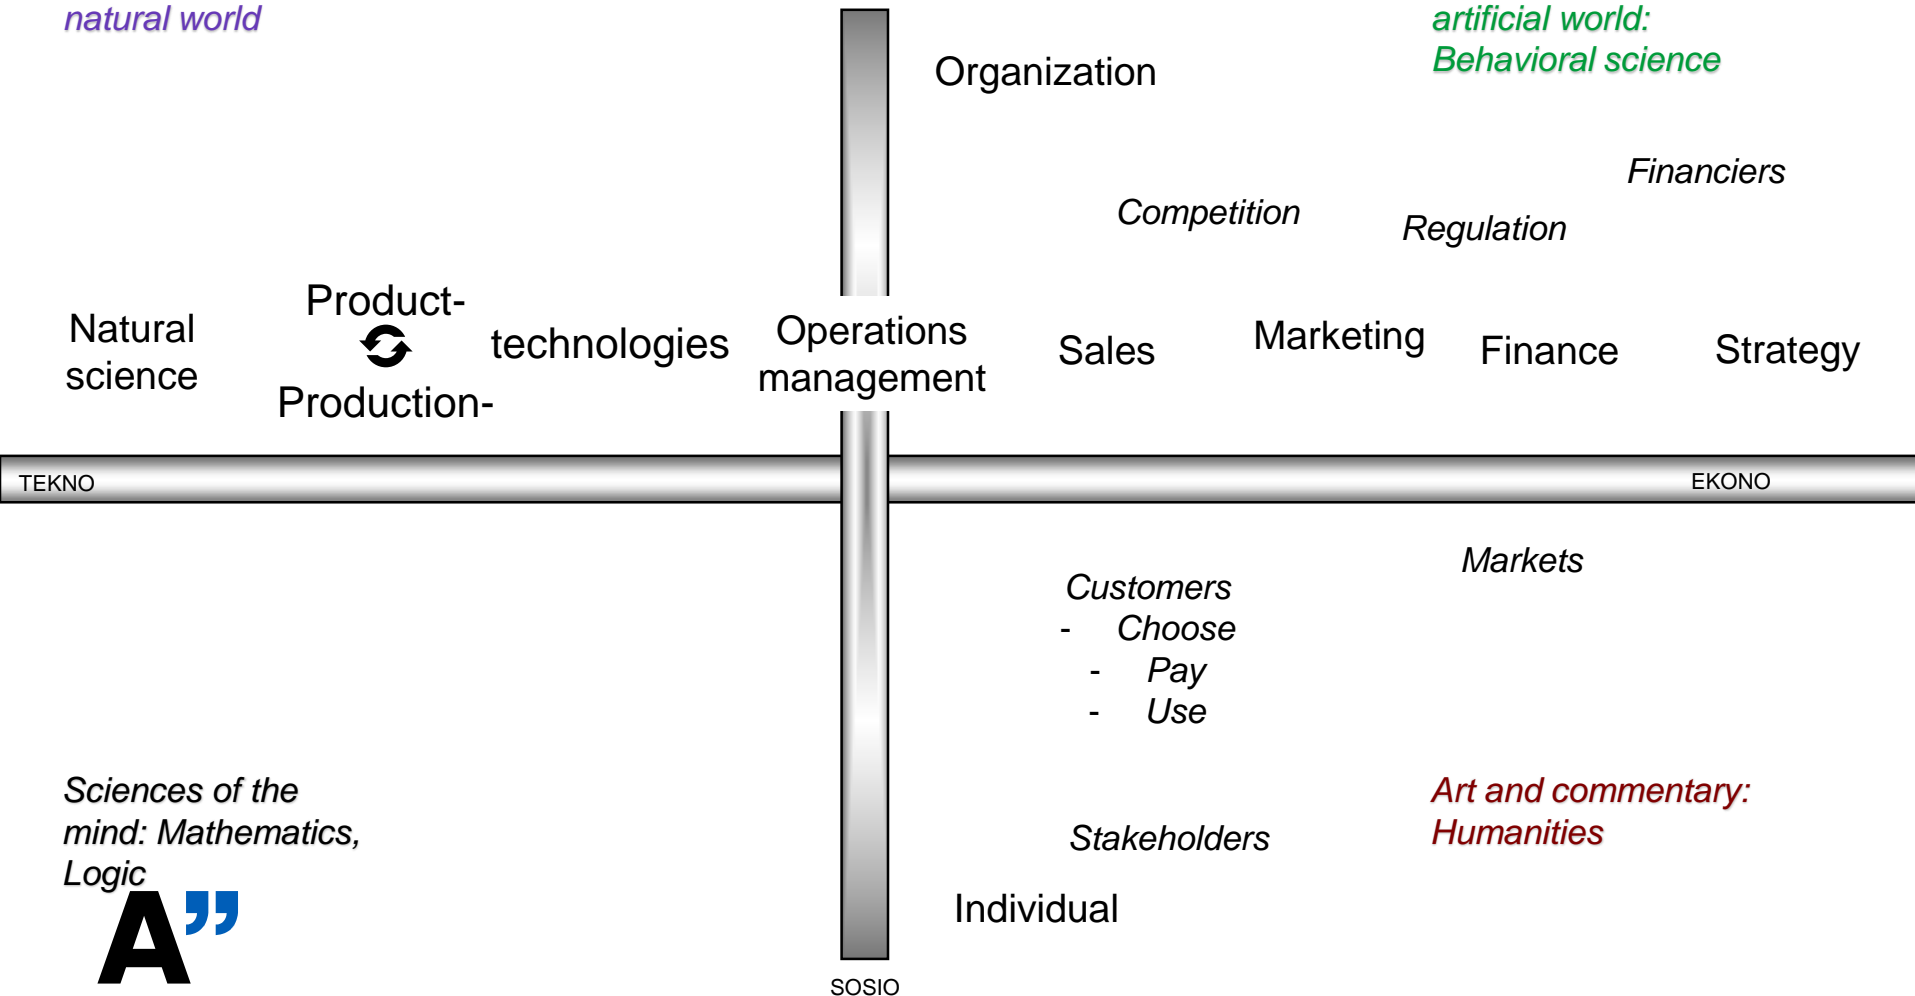 natural world
artificial world:
Behavioral science
Organization
Financiers
Competition
Regulation
Natural
science
Product-
Production-
technologies
Operations
management
Sales
Marketing
Finance
Strategy
TEKNO
EKONO
Markets
Customers
- Choose
- Pay
- Use
Sciences of the
mind: Mathematics,
Logic
Art and commentary:
Humanities
Stakeholders
Individual
A”
SOSIO